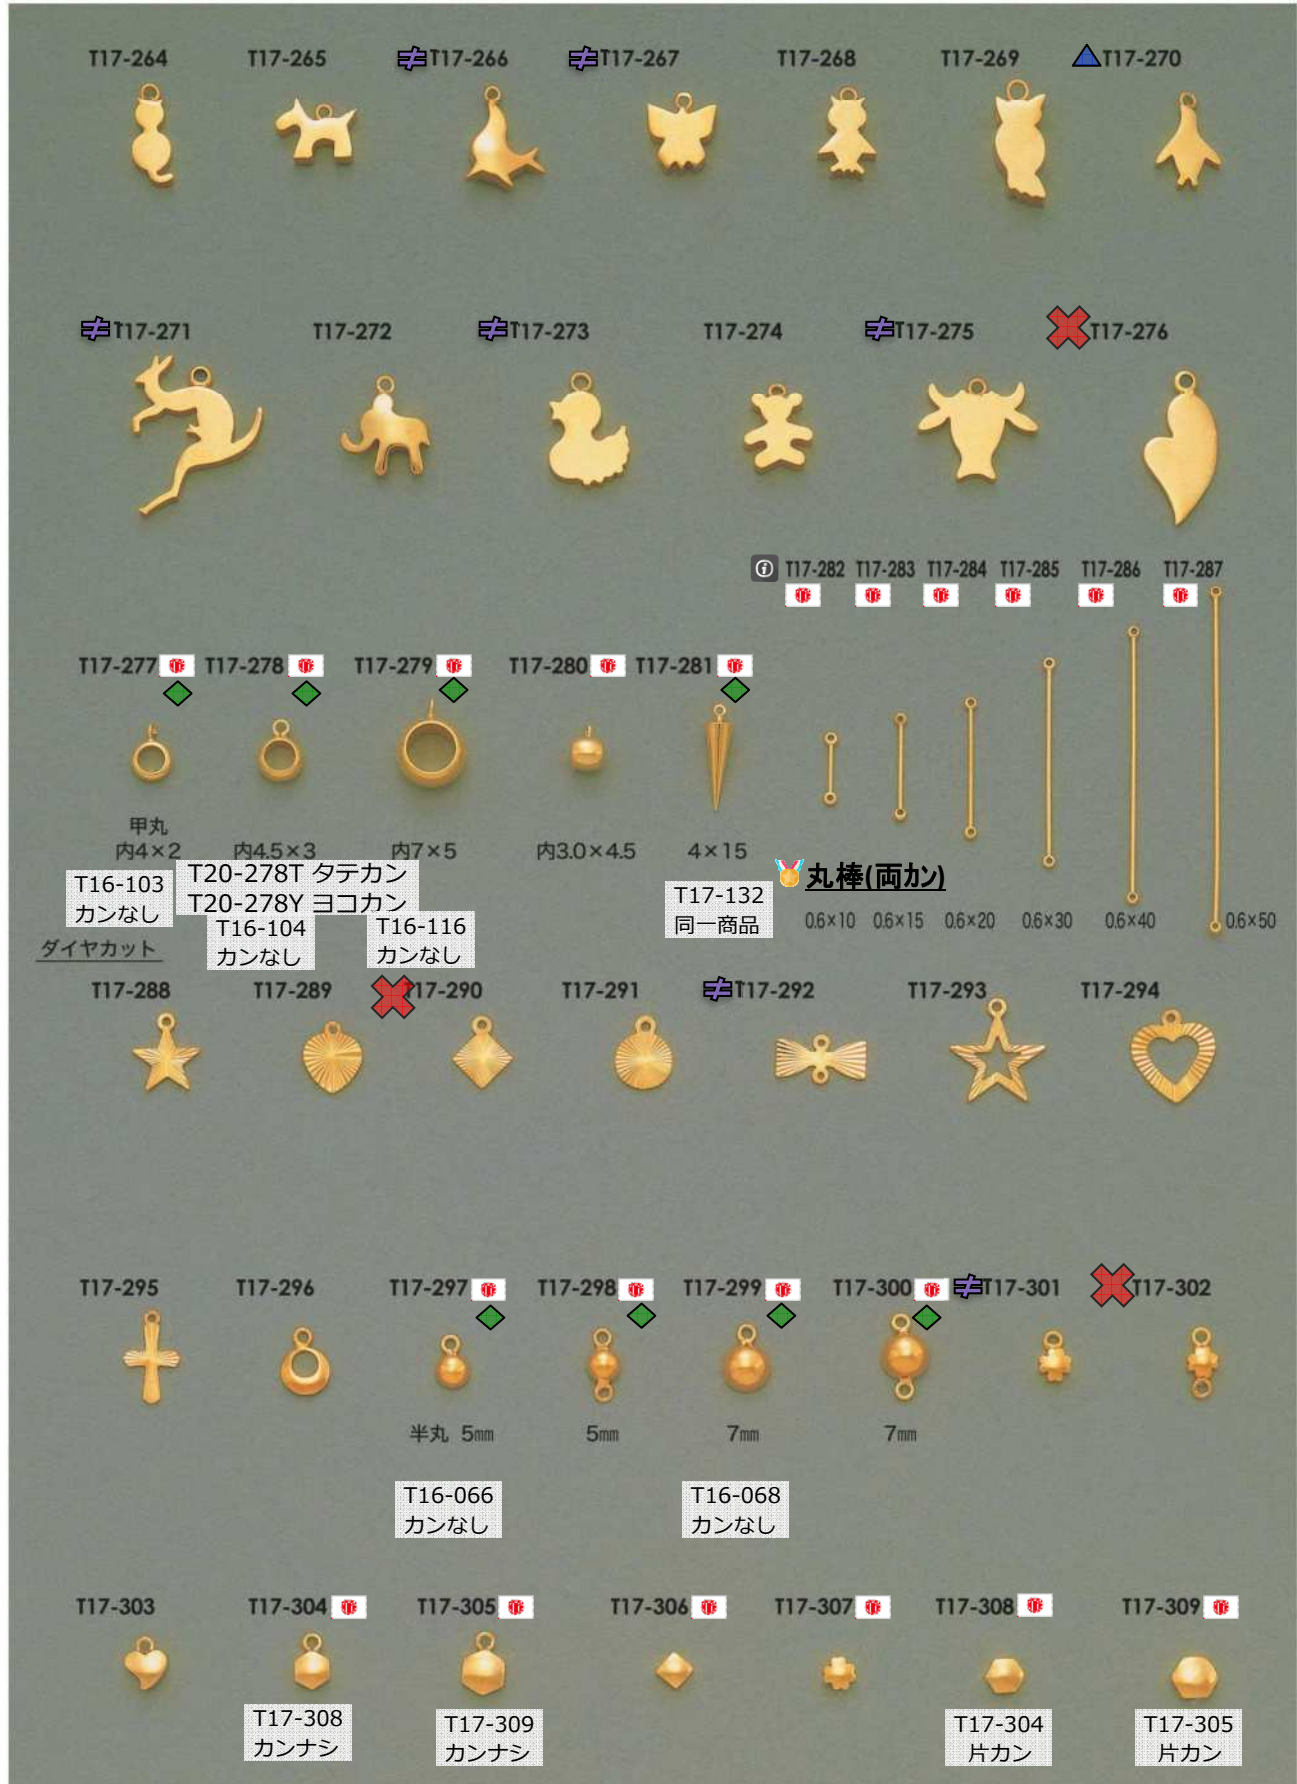 T17-264 T17-265 ≠T17-266 ≠T17-267 T17-268 T17-269 T17-270
≠T17-271 T17-272 ≠T17-273 T17-274 ≠T17-275 T17-276
T17-282 T17-283 T17-284 T17-285 T17-286 T17-287
T17-277 T17-278 T17-279 T17-280 T17-281
甲丸
内4×2 内4.5×3 内7×5 内3.0×4.5 4×15
T16-103
カンなし
T20-278T タテカン
T20-278Y ヨコカン
T16-104
カンなし
T16-116
カンなし
T17-132
同一商品
丸棒(両カン)
0.6×10 0.6×15 0.6×20 0.6×30 0.6×40 0.6×50
ダイヤカット
T17-288 T17-289 T17-290 T17-291 ≠T17-292 T17-293 T17-294
T17-295 T17-296 T17-297 T17-298 T17-299 T17-300 ≠T17-301 T17-302
半丸 5㎜ 5㎜ 7㎜ 7㎜
T16-066
カンなし
T16-068
カンなし
T17-303 T17-304 T17-305 T17-306 T17-307 T17-308 T17-309
T17-308
カンナシ
T17-309
カンナシ
T17-304
片カン
T17-305
片カン